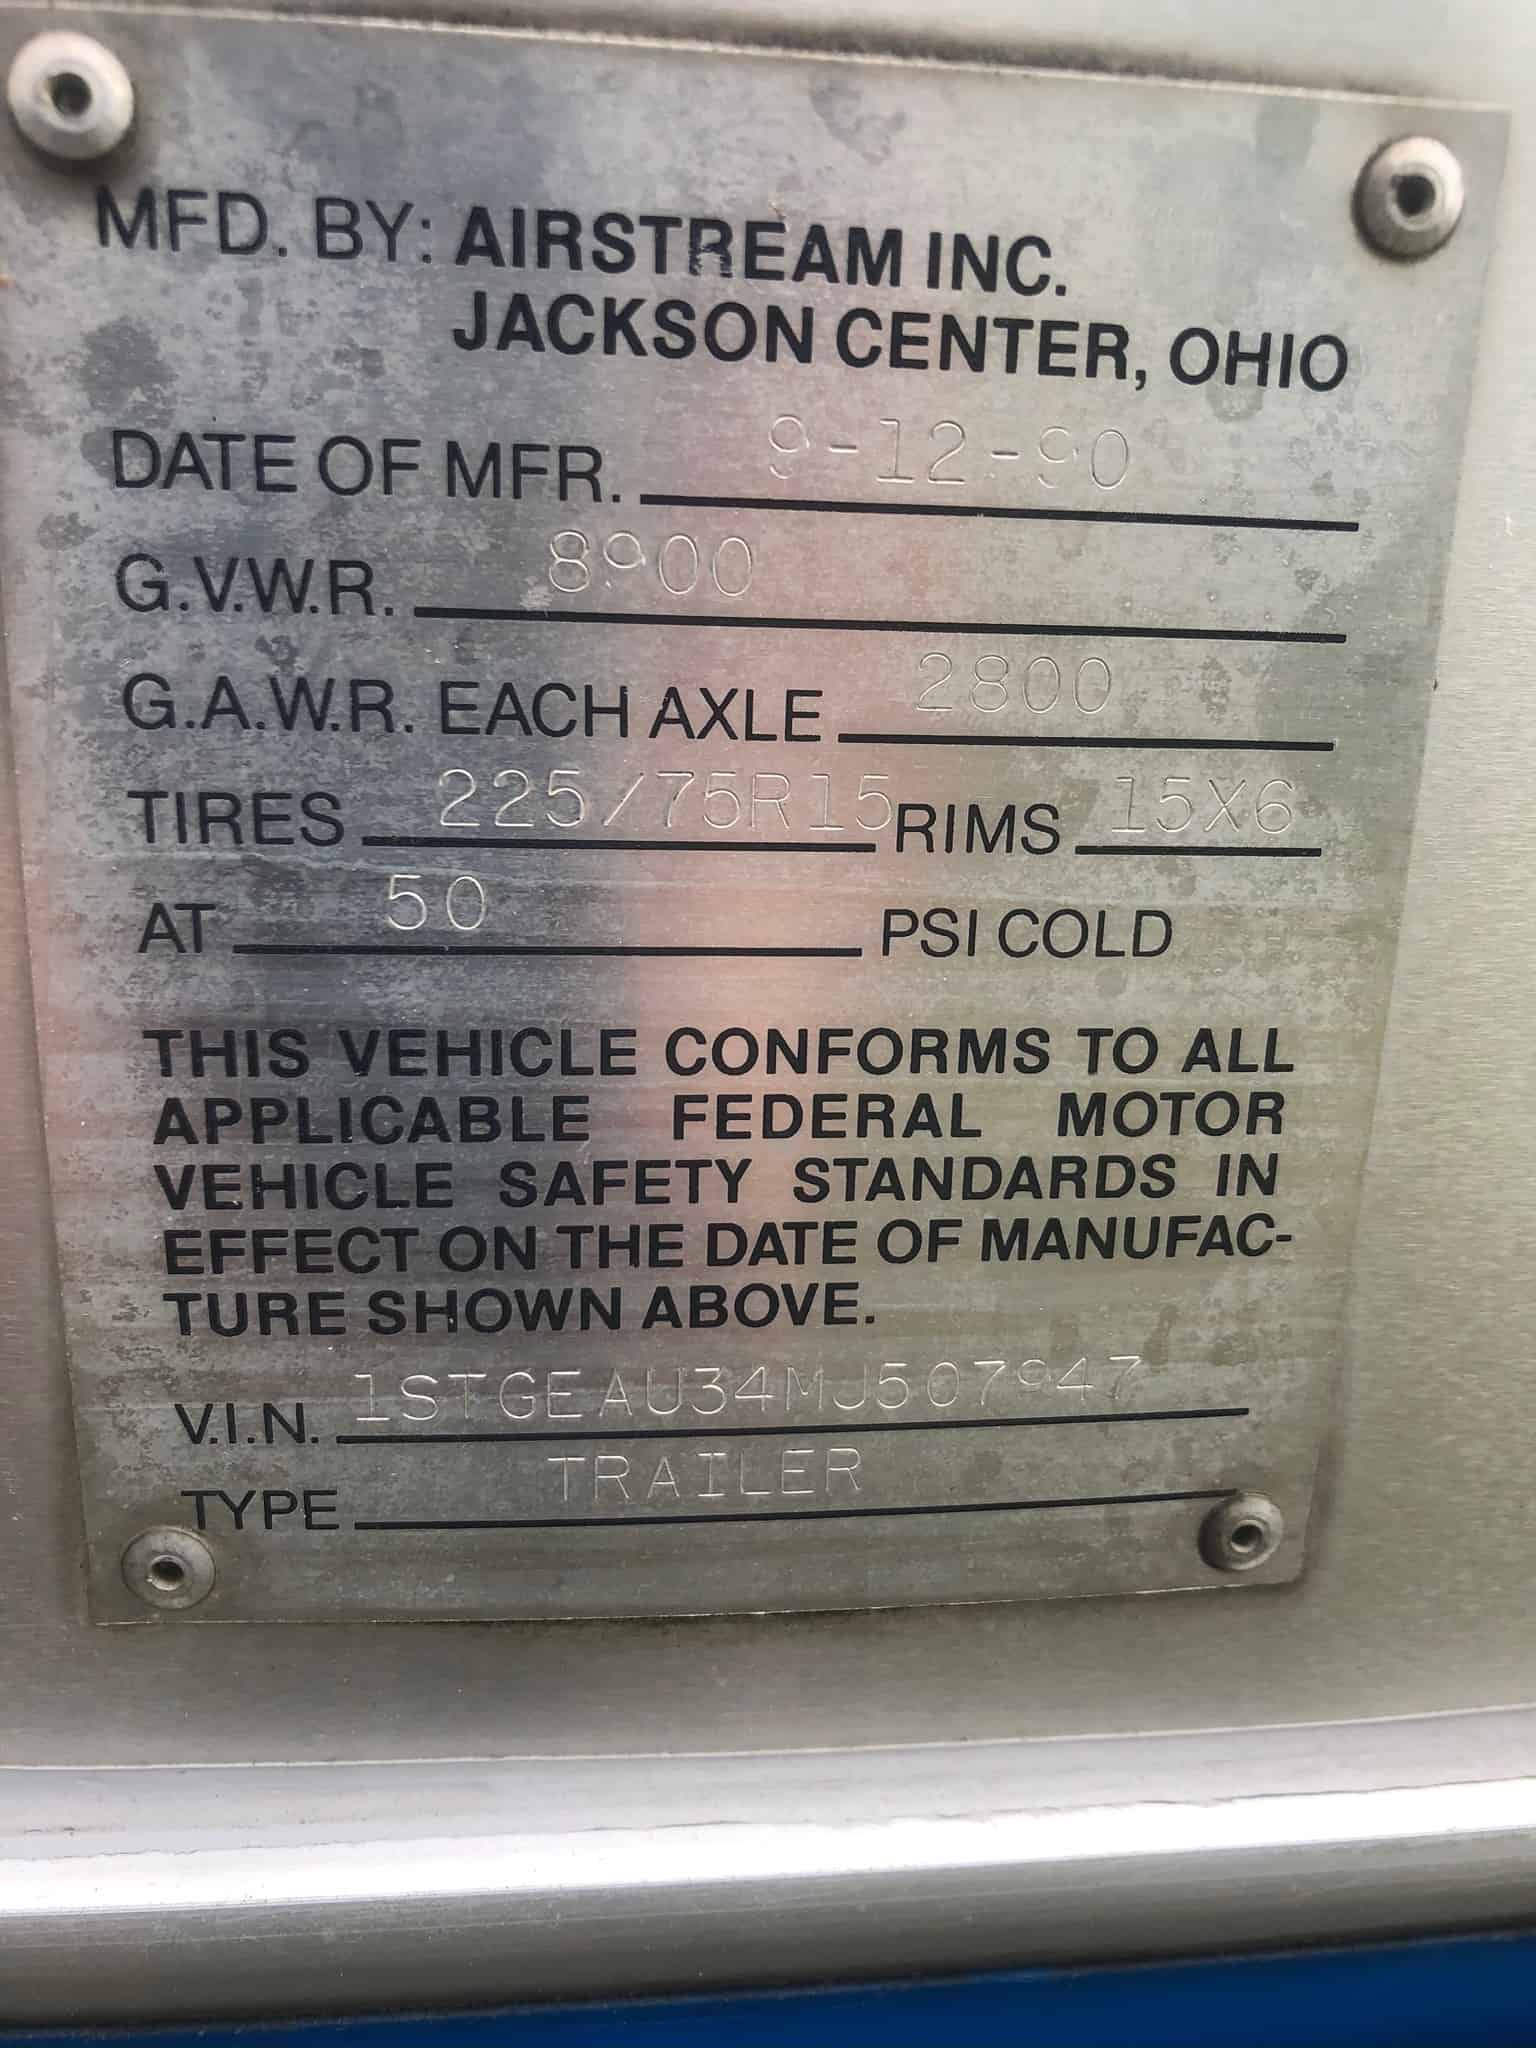 MFD. BY: AIRSTREAM INC.
JACKSON CENTER, OHIO
DATE OF MFR. 9-12-90
G.V.W.R. 8900
G.A.W.R. EACH AXLE 2800
TIRES 225/75R15 RIMS 15X6
AT 50 PSI COLD
THIS VEHICLE CONFORMS TO ALL
APPLICABLE FEDERAL MOTOR
VEHICLE SAFETY STANDARDS IN
EFFECT ON THE DATE OF MANUFAC-
TURE SHOWN ABOVE.
V.I.N. 1STGEAU34MJ507947
TYPE TRAILER